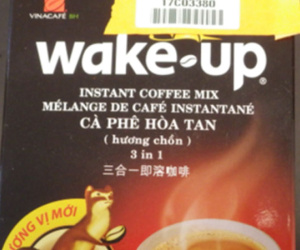 17C03380
VINACAFÉ BH
wake-up®
INSTANT COFFEE MIX
MÉLANGE DE CAFÉ INSTANTANÉ
CÀ PHÊ HÒA TAN
( hương chồn )
3 in 1
三合一即溶咖啡
HƯƠNG VỊ MỚI